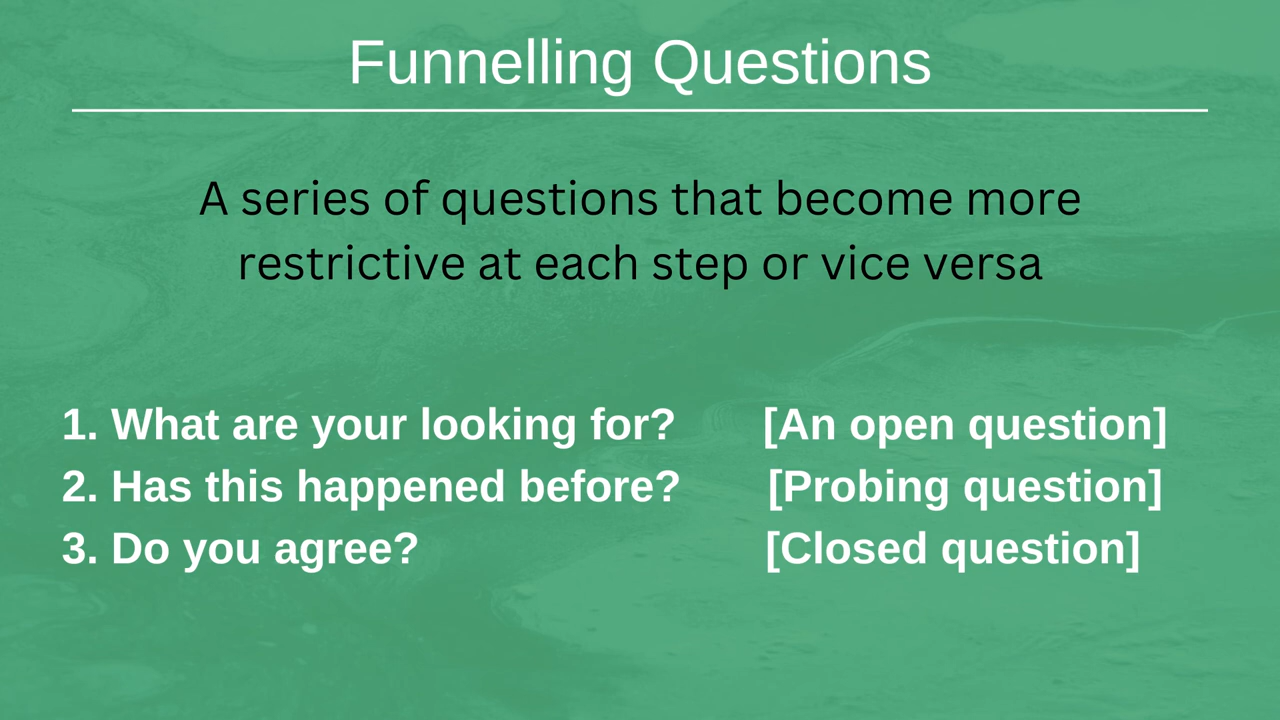 Funnelling Questions
A series of questions that become more
restrictive at each step or vice versa
1. What are your looking for? [An open question]
2. Has this happened before? [Probing question]
3. Do you agree? [Closed question]